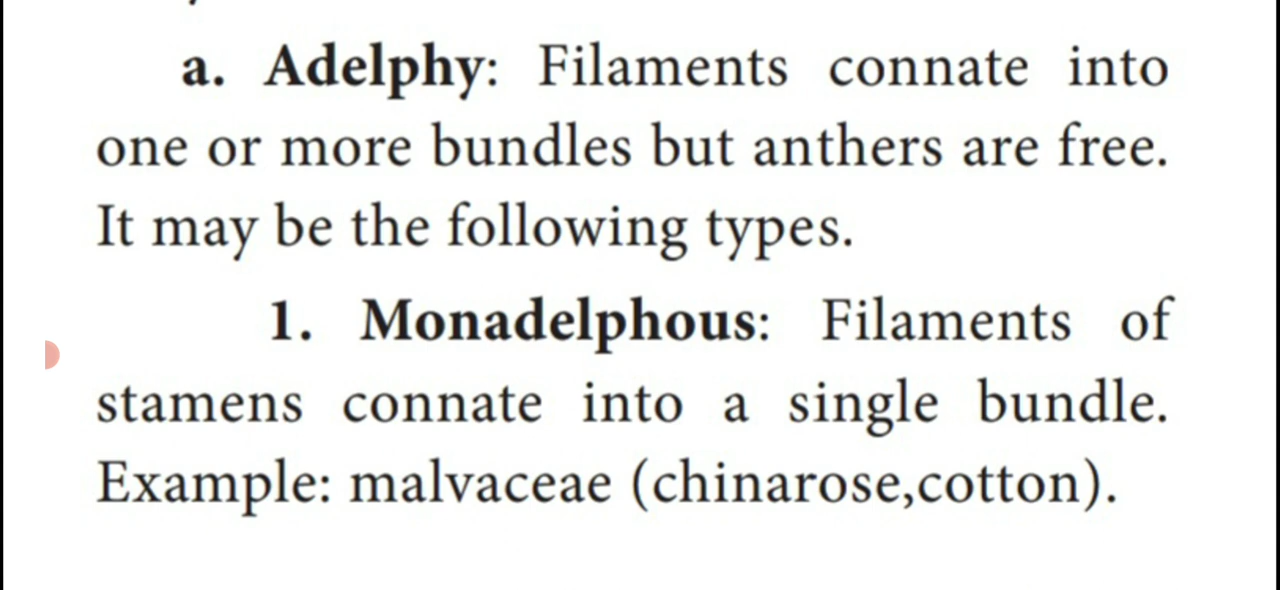 a. Adelphy: Filaments connate into
one or more bundles but anthers are free.
It may be the following types.
1. Monadelphous: Filaments of
stamens connate into a single bundle.
Example: malvaceae (chinarose,cotton).